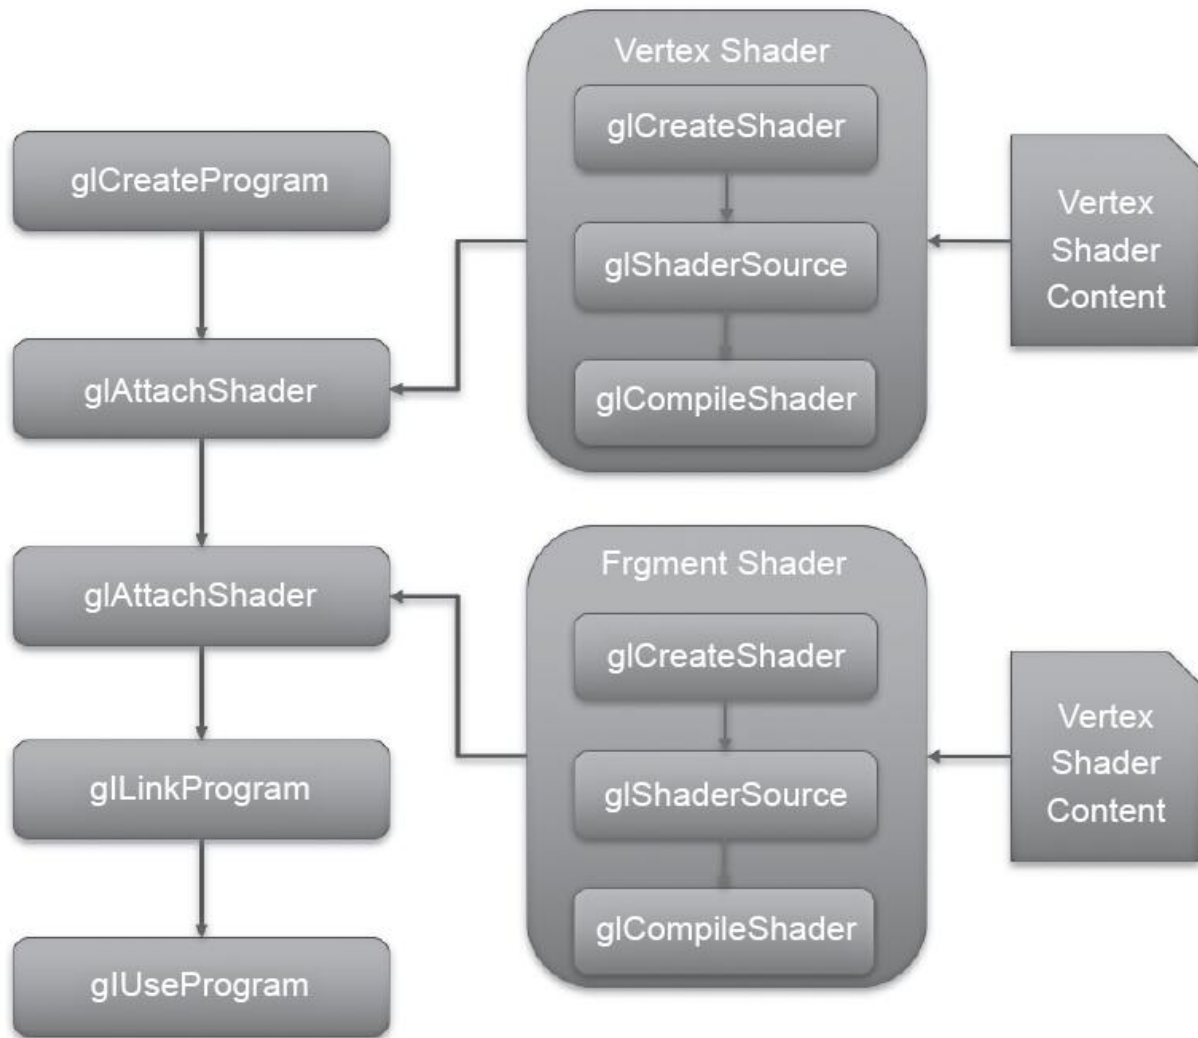 Vertex Shader
glCreateShader
glShaderSource
glCompileShader
Vertex
Shader
Content
glCreateProgram
glAttachShader
glAttachShader
glLinkProgram
glUseProgram
Frgment Shader
glCreateShader
glShaderSource
glCompileShader
Vertex
Shader
Content